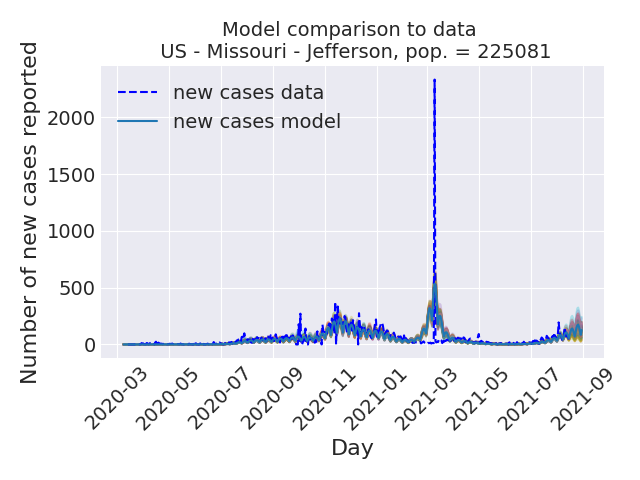 Model comparison to data
US - Missouri - Jefferson, pop. = 225081
new cases data
new cases model
Number of new cases reported
2000
1500
1000
500
0
2020-03
2020-05
2020-07
2020-09
2020-11
2021-01
2021-03
2021-05
2021-07
2021-09
Day